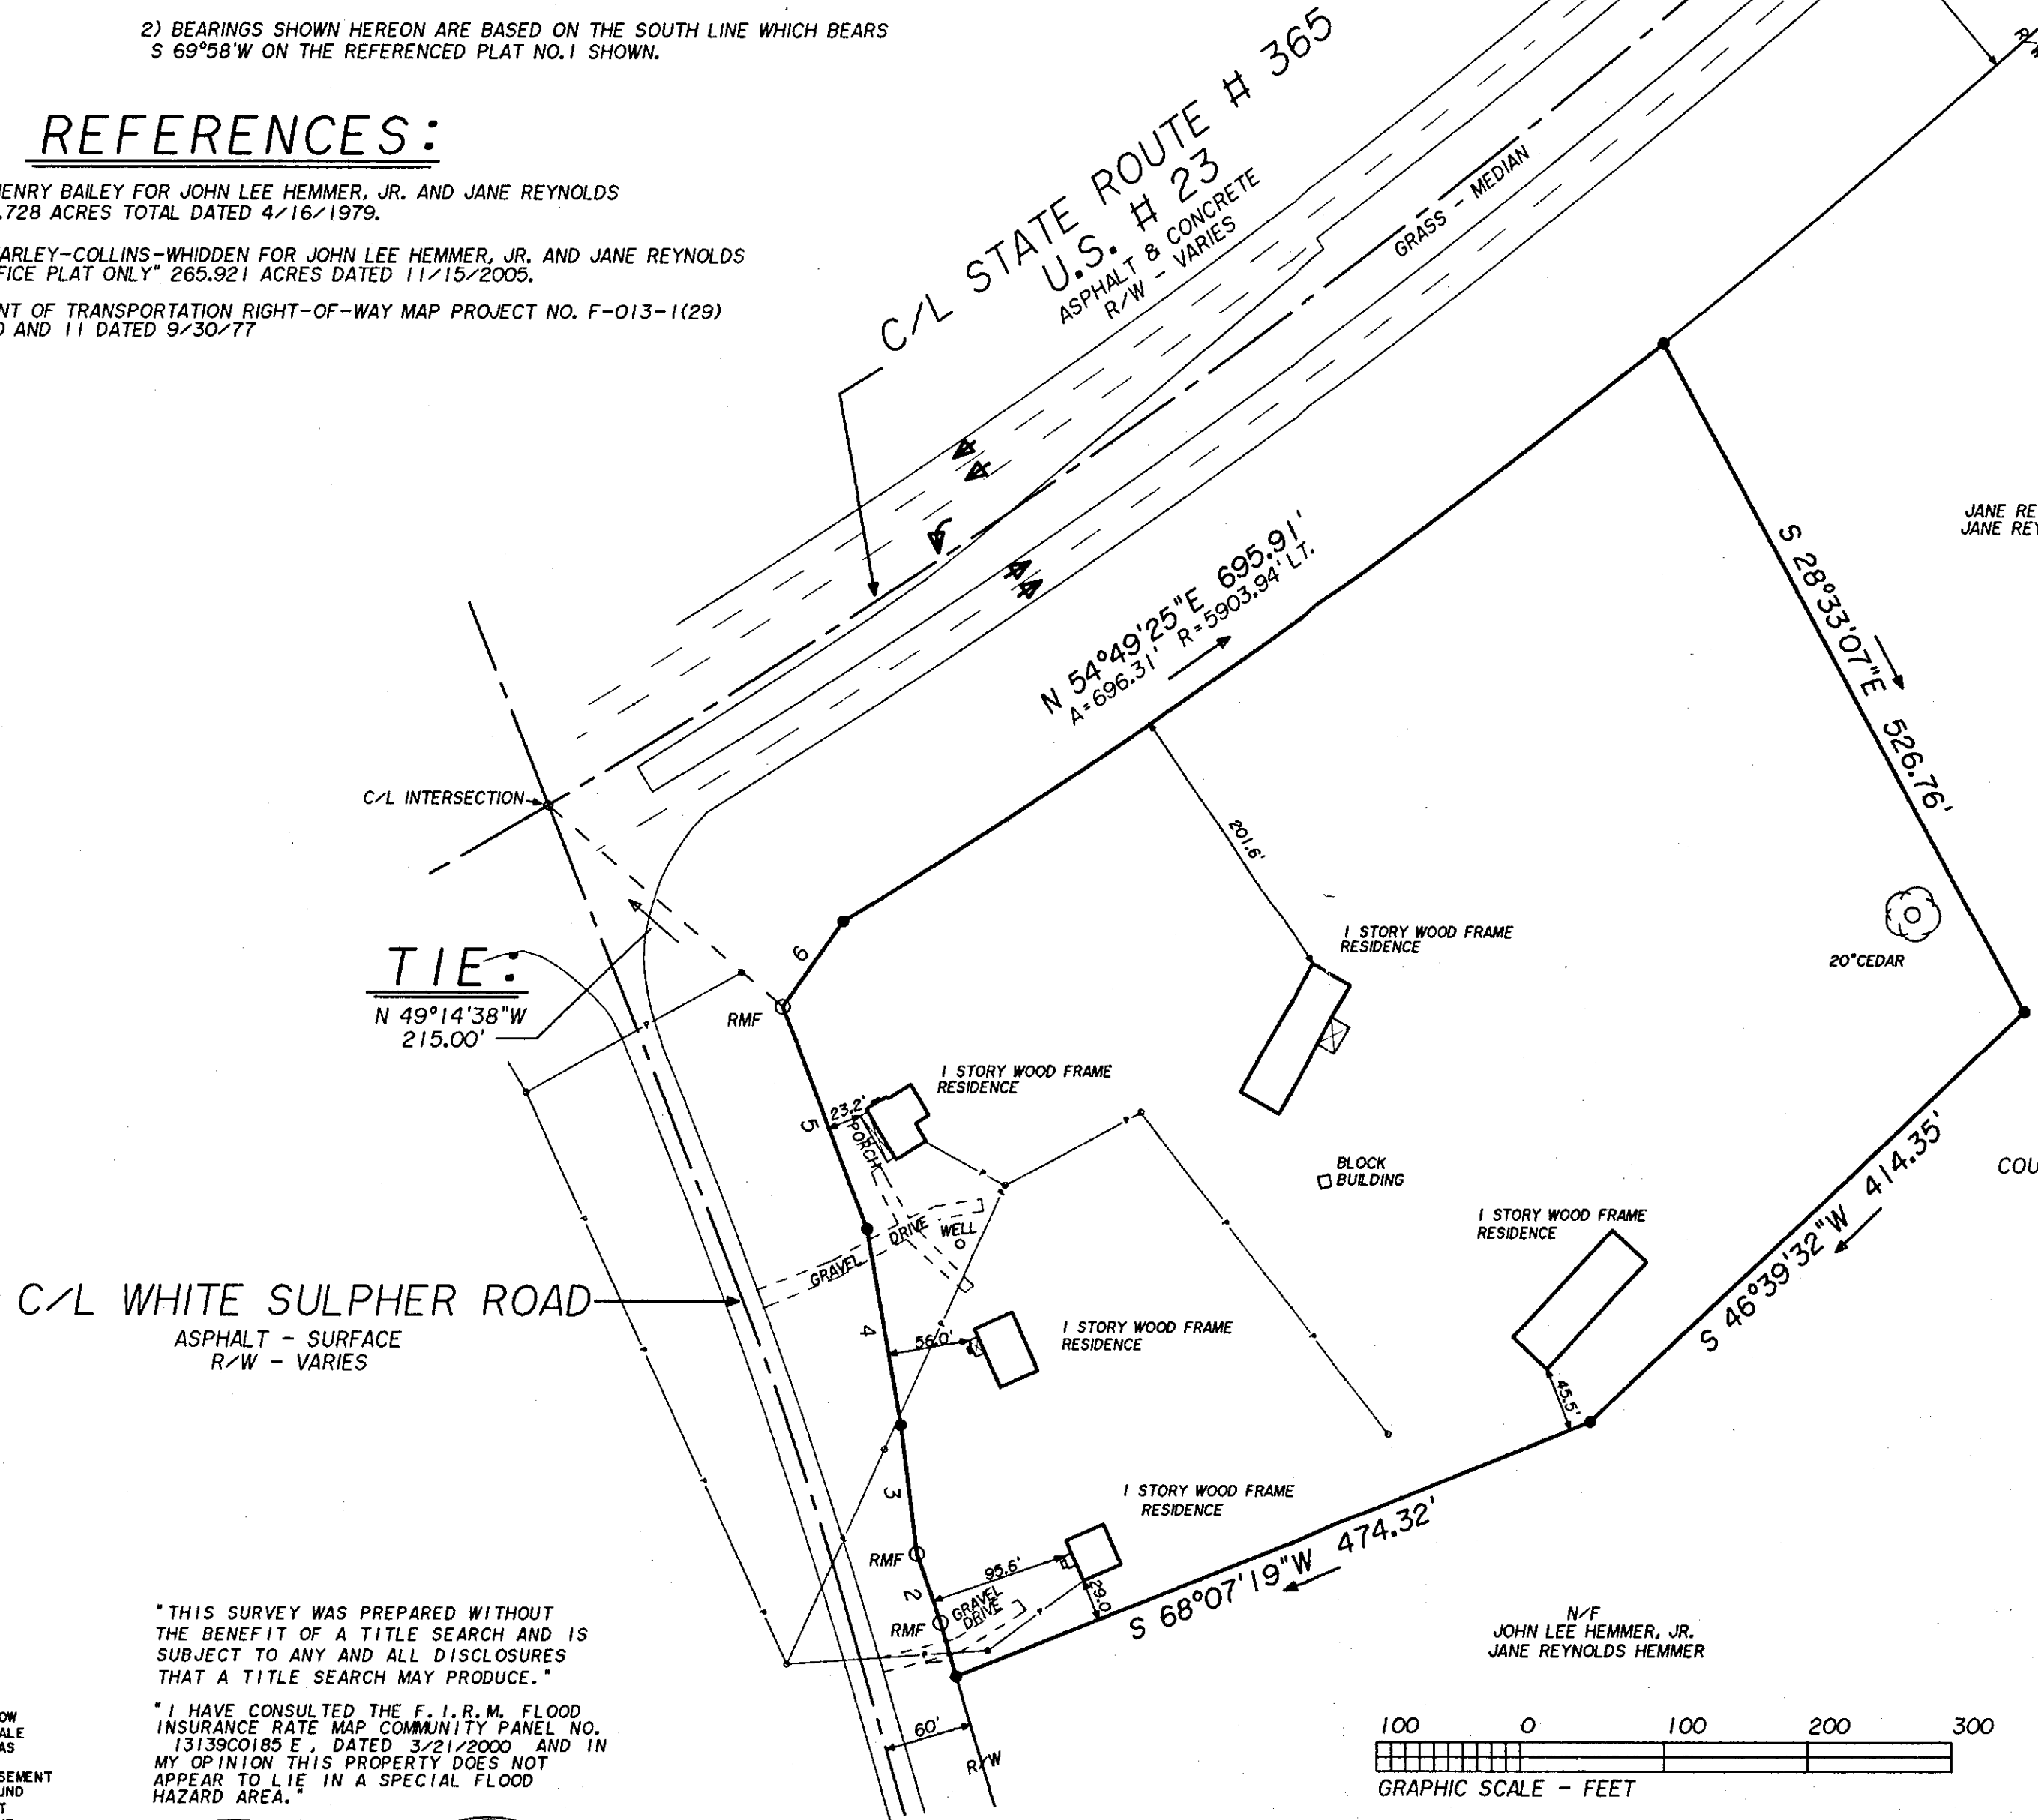 2) BEARINGS SHOWN HEREON ARE BASED ON THE SOUTH LINE WHICH BEARS
S 69°58'W ON THE REFERENCED PLAT NO.1 SHOWN.
REFERENCES:
ENRY BAILEY FOR JOHN LEE HEMMER, JR. AND JANE REYNOLDS
.728 ACRES TOTAL DATED 4/16/1979.
ARLEY-COLLINS-WHIDDEN FOR JOHN LEE HEMMER, JR. AND JANE REYNOLDS
FICE PLAT ONLY" 265.921 ACRES DATED 11/15/2005.
NT OF TRANSPORTATION RIGHT-OF-WAY MAP PROJECT NO. F-013-1(29)
AND 11 DATED 9/30/77
C/L STATE ROUTE # 365
U.S. # 23
ASPHALT & CONCRETE
R/W - VARIES
GRASS - MEDIAN
N 54°49'25"E 695.91'
A=696.31' R=5903.94' LT.
S 28°33'07"E 526.76'
JANE RE
JANE REY
C/L INTERSECTION
201.6'
TIE:
N 49°14'38"W
215.00'
6
RMF
1 STORY WOOD FRAME
RESIDENCE
20"CEDAR
1 STORY WOOD FRAME
RESIDENCE
23.2'
5
PORCH
BLOCK
BUILDING
COU
S 46°39'32"W 414.35'
1 STORY WOOD FRAME
RESIDENCE
GRAVEL DRIVE
WELL
C/L WHITE SULPHER ROAD
ASPHALT - SURFACE
R/W - VARIES
4
56.0'
1 STORY WOOD FRAME
RESIDENCE
45.5'
3
1 STORY WOOD FRAME
RESIDENCE
RMF
95.6'
2
GRAVEL
DRIVE
29.0
RMF
S 68°07'19"W 474.32'
N/F
JOHN LEE HEMMER, JR.
JANE REYNOLDS HEMMER
"THIS SURVEY WAS PREPARED WITHOUT
THE BENEFIT OF A TITLE SEARCH AND IS
SUBJECT TO ANY AND ALL DISCLOSURES
THAT A TITLE SEARCH MAY PRODUCE."
"I HAVE CONSULTED THE F.I.R.M. FLOOD
INSURANCE RATE MAP COMMUNITY PANEL NO.
13139C0185 E, DATED 3/21/2000 AND IN
MY OPINION THIS PROPERTY DOES NOT
APPEAR TO LIE IN A SPECIAL FLOOD
HAZARD AREA."
OW
ALE
AS
SEMENT
UND
T
60'
R/W
100 0 100 200 300
GRAPHIC SCALE - FEET